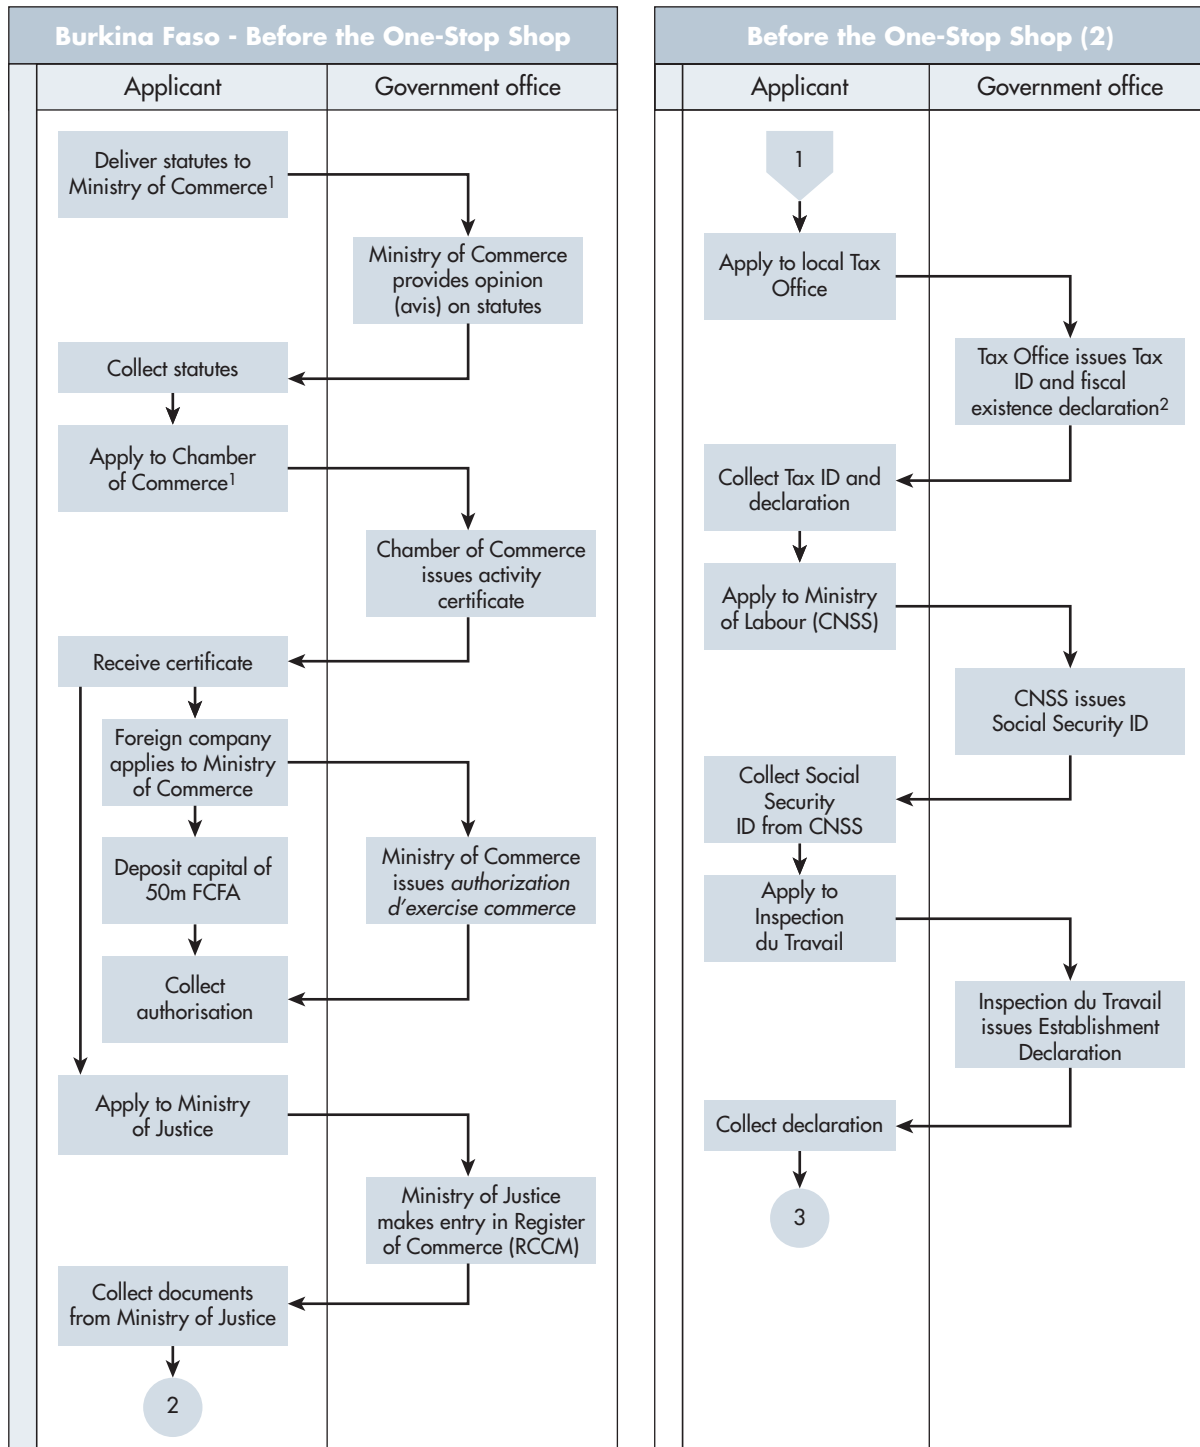 Burkina Faso - Before the One-Stop Shop
Applicant
Government office
Deliver statutes to
Ministry of Commerce1
Ministry of Commerce
provides opinion
(avis) on statutes
Collect statutes
Apply to Chamber
of Commerce1
Chamber of Commerce
issues activity
certificate
Receive certificate
Foreign company
applies to Ministry
of Commerce
Deposit capital of
50m FCFA
Ministry of Commerce
issues authorization
d'exercise commerce
Collect
authorisation
Apply to Ministry
of Justice
Ministry of Justice
makes entry in Register
of Commerce (RCCM)
Collect documents
from Ministry of Justice
2
Before the One-Stop Shop (2)
Applicant
Government office
1
Apply to local Tax
Office
Tax Office issues Tax
ID and fiscal
existence declaration2
Collect Tax ID and
declaration
Apply to Ministry
of Labour (CNSS)
CNSS issues
Social Security ID
Collect Social
Security
ID from CNSS
Apply to
Inspection
du Travail
Inspection du Travail
issues Establishment
Declaration
Collect declaration
3